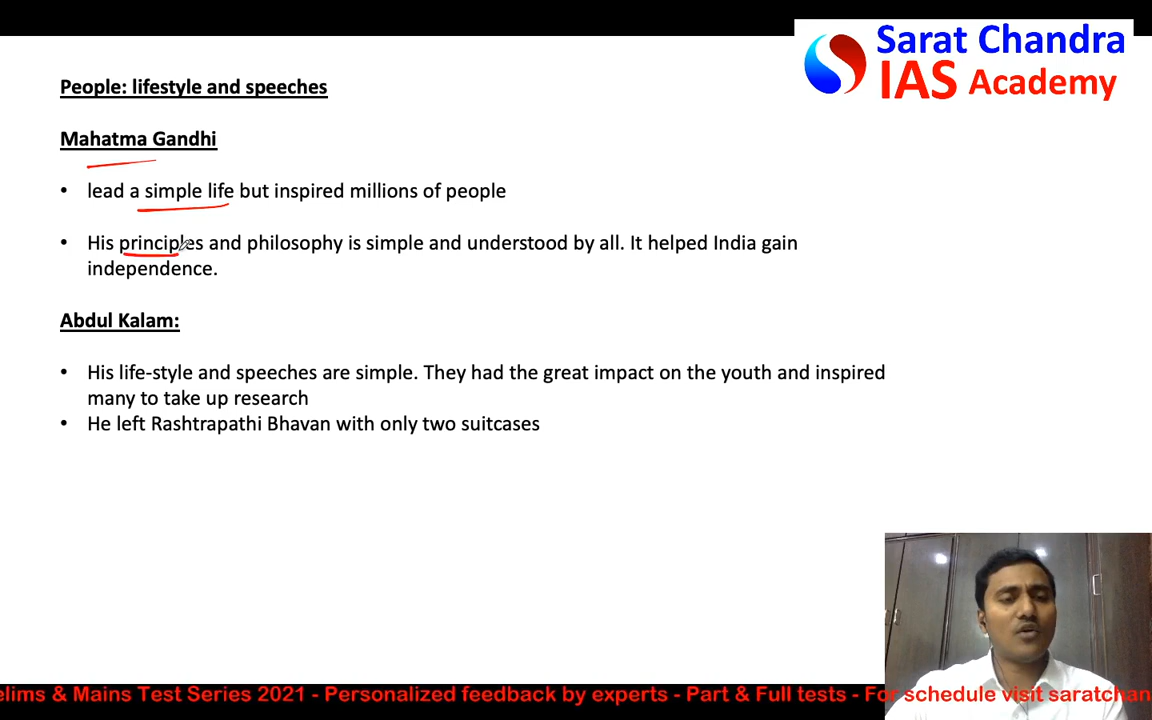 Sarat Chandra
IAS Academy
People: lifestyle and speeches
Mahatma Gandhi
• lead a simple life but inspired millions of people
• His principles and philosophy is simple and understood by all. It helped India gain
independence.
Abdul Kalam:
• His life-style and speeches are simple. They had the great impact on the youth and inspired
many to take up research
• He left Rashtrapathi Bhavan with only two suitcases
elims & Mains Test Series 2021 - Personalized feedback by experts - Part & Full tests - For schedule visit saratchan